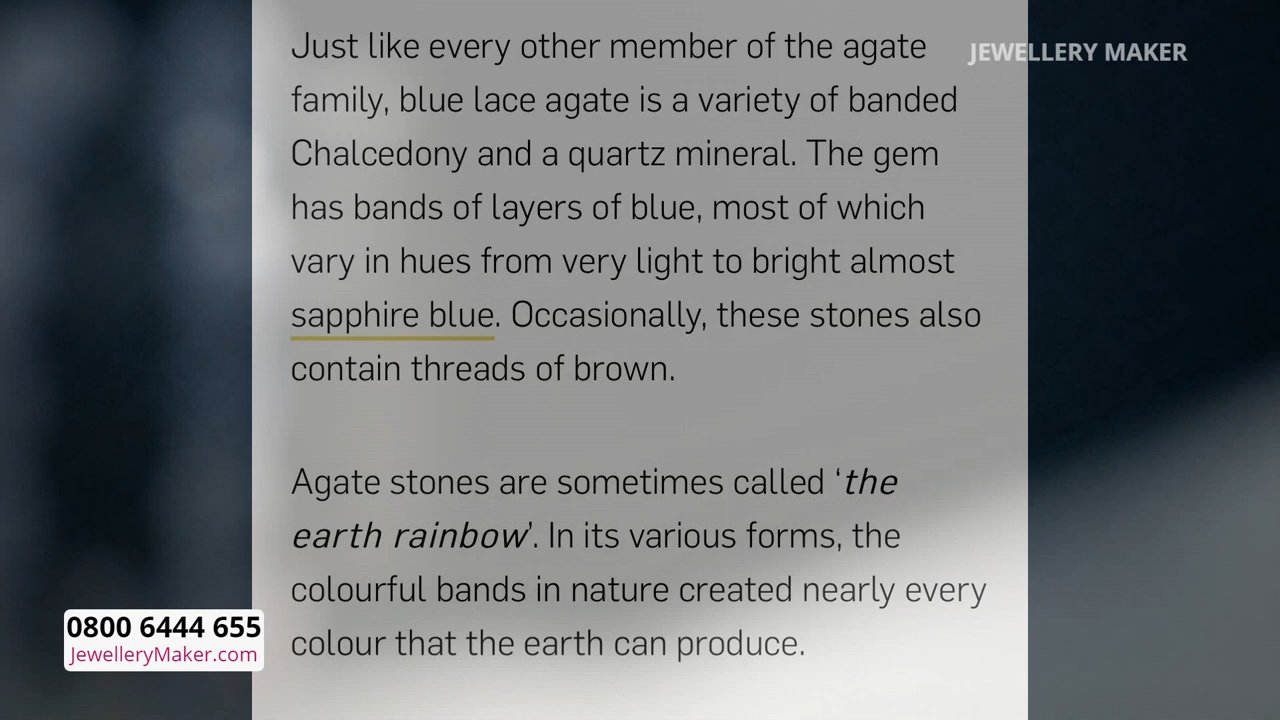 JEWELLERY MAKER
Just like every other member of the agate
family, blue lace agate is a variety of banded
Chalcedony and a quartz mineral. The gem
has bands of layers of blue, most of which
vary in hues from very light to bright almost
sapphire blue. Occasionally, these stones also
contain threads of brown.
Agate stones are sometimes called ‘the
earth rainbow’. In its various forms, the
colourful bands in nature created nearly every
colour that the earth can produce.
0800 6444 655
JewelleryMaker.com